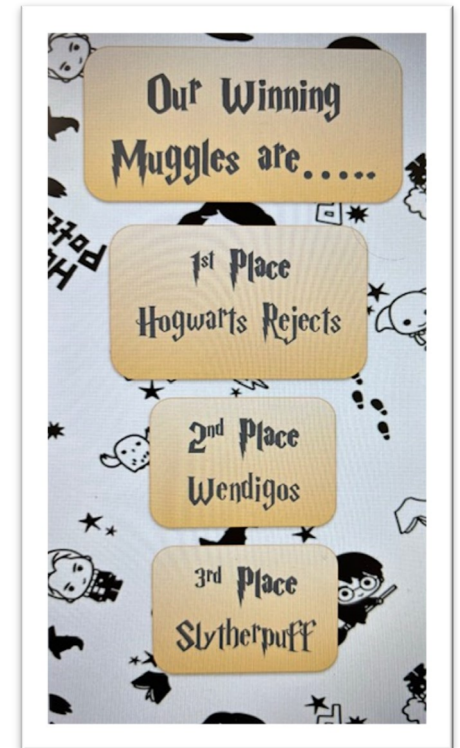 Our Winning
Muggles are.....
1st Place
Hogwarts Rejects
2nd Place
Wendigos
3rd Place
Slytherpuff